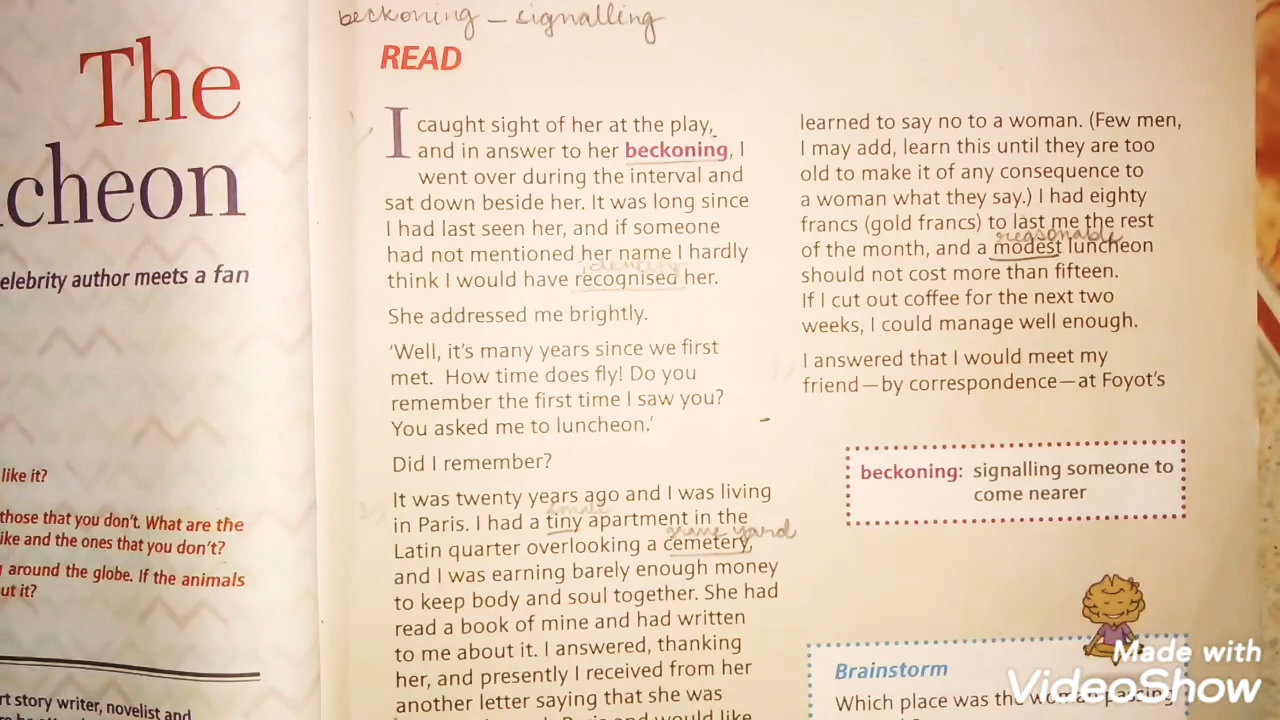 beckoning – signalling
The
cheon
elebrity author meets a fan
like it?
those that you don't. What are the
ike and the ones that you don't?
around the globe. If the animals
ut it?
rt story writer, novelist and
READ
I caught sight of her at the play,
and in answer to her beckoning, I
went over during the interval and
sat down beside her. It was long since
I had last seen her, and if someone
had not mentioned her name I hardly
think I would have recognised her.
She addressed me brightly.
'Well, it's many years since we first
met. How time does fly! Do you
remember the first time I saw you?
You asked me to luncheon.'
Did I remember?
It was twenty years ago and I was living
small
in Paris. I had a tiny apartment in the
grave yard
Latin quarter overlooking a cemetery,
and I was earning barely enough money
to keep body and soul together. She had
read a book of mine and had written
to me about it. I answered, thanking
her, and presently I received from her
another letter saying that she was
Paris and would like
learned to say no to a woman. (Few men,
I may add, learn this until they are too
old to make it of any consequence to
a woman what they say.) I had eighty
francs (gold francs) to last me the rest
reasonable
of the month, and a modest luncheon
should not cost more than fifteen.
If I cut out coffee for the next two
weeks, I could manage well enough.
I answered that I would meet my
friend—by correspondence—at Foyot's
beckoning: signalling someone to
come nearer
Brainstorm
Which place was the woman passing
Made with
VideoShow